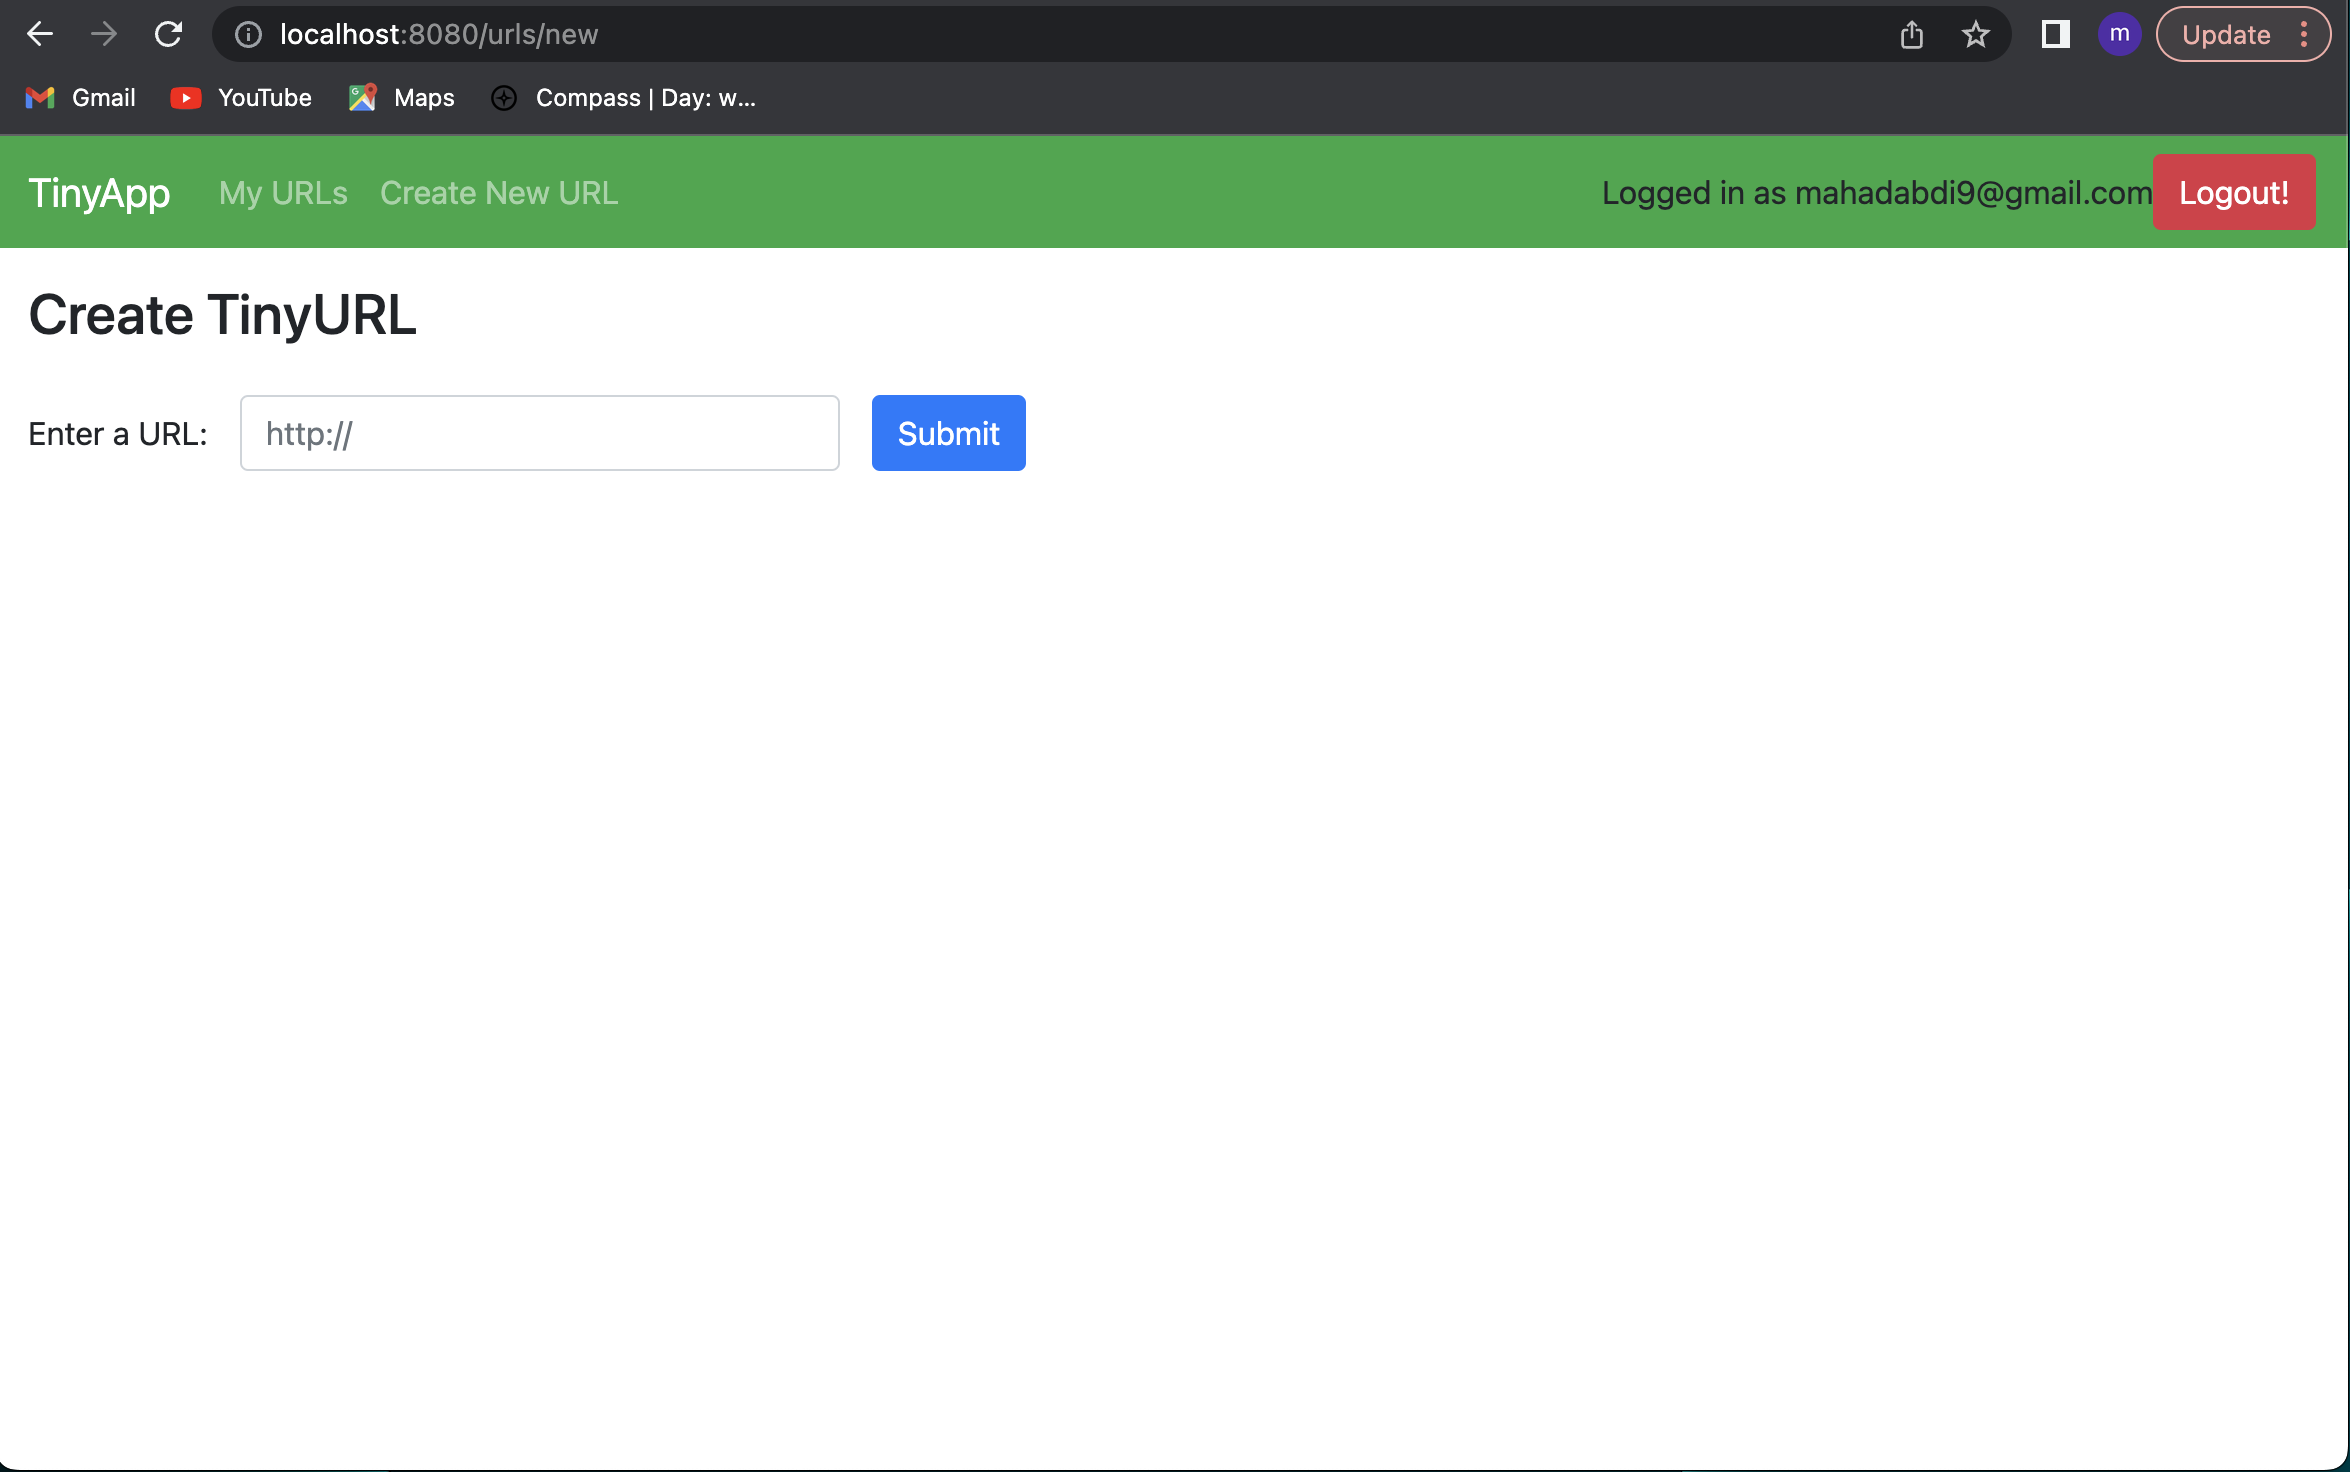 localhost:8080/urls/new
m
Update
Gmail YouTube Maps Compass | Day: w...
TinyApp My URLs Create New URL Logged in as mahadabdi9@gmail.com Logout!
Create TinyURL
Enter a URL: http:// Submit